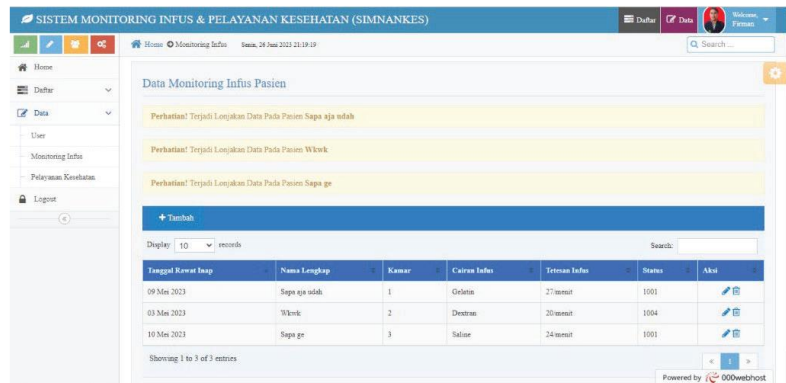 SISTEM MONITORING INFUS & PELAYANAN KESEHATAN (SIMNANKES)
Daftar
Data
Welcome,
Firman
Home
Monitoring Infus
Senin, 26 Juni 2023 21:19:19
Search ...
Home
Daftar
Data
User
Monitoring Infus
Pelayanan Kesehatan
Logout
Data Monitoring Infus Pasien
Perhatian! Terjadi Lonjakan Data Pada Pasien Sapa aja udah
Perhatian! Terjadi Lonjakan Data Pada Pasien Wkwk
Perhatian! Terjadi Lonjakan Data Pada Pasien Sapa ge
+ Tambah
Display 10 records
Search:
Tanggal Rawat Inap Nama Lengkap Kamar Cairan Infus Tetesan Infus Status Aksi
09 Mei 2023 Sapa aja udah 1 Gelatin 27/menit 1001
03 Mei 2023 Wkwk 2 Dextran 20/menit 1004
10 Mei 2023 Sapa ge 3 Saline 24/menit 1001
Showing 1 to 3 of 3 entries
< 1 >
Powered by 000webhost